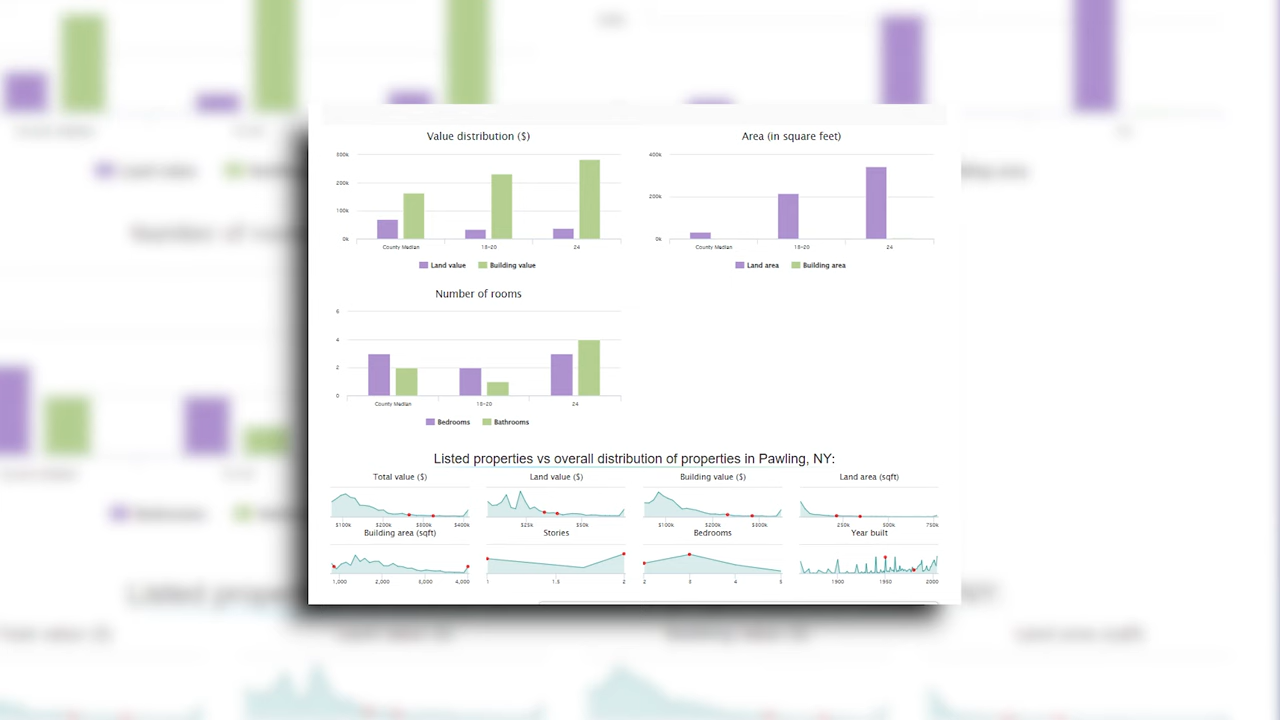 Value distribution ($)
300k
200k
100k
0k
County Median
18-20
24
Land value
Building value
Area (in square feet)
400k
200k
0k
County Median
18-20
24
Land area
Building area
Number of rooms
6
4
2
0
County Median
18-20
24
Bedrooms
Bathrooms
Listed properties vs overall distribution of properties in Pawling, NY:
Total value ($)
Land value ($)
Building value ($)
Land area (sqft)
$100k $200k $300k $400k
$25k $50k
$100k $200k $300k
250k 500k 750k
Building area (sqft)
Stories
Bedrooms
Year built
1,000 2,000 3,000 4,000
1 1.5 2
2 3 4 5
1900 1950 2000